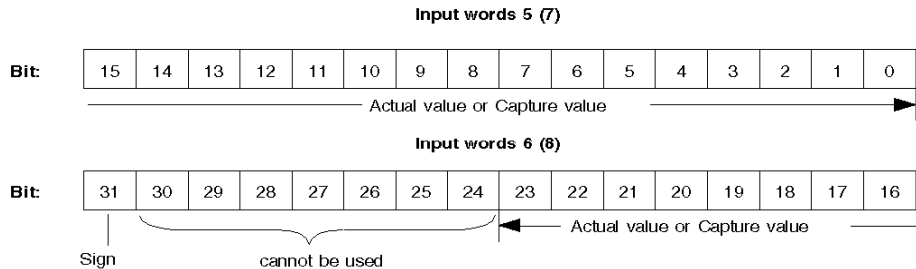 Input words 5 (7)
Bit: 15 14 13 12 11 10 9 8 7 6 5 4 3 2 1 0
Actual value or Capture value
Input words 6 (8)
Bit: 31 30 29 28 27 26 25 24 23 22 21 20 19 18 17 16
Actual value or Capture value
Sign cannot be used